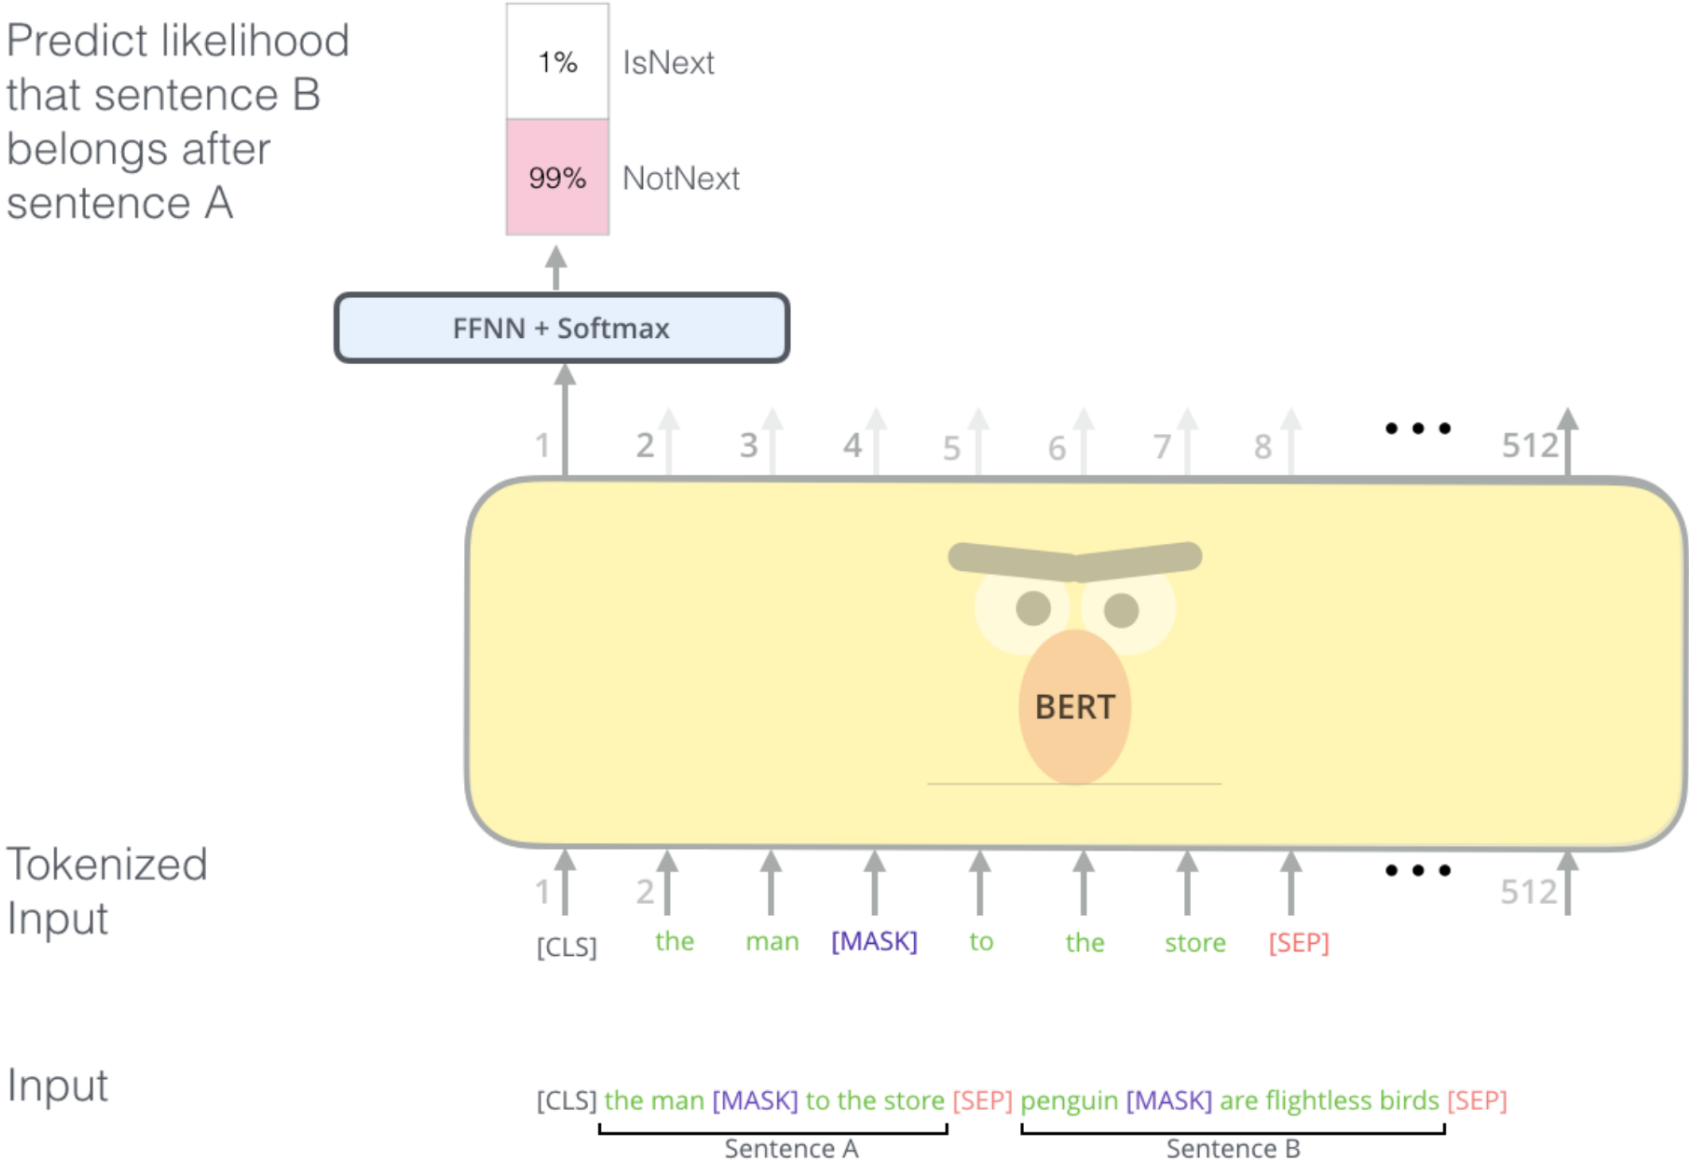 Predict likelihood
that sentence B
belongs after
sentence A
1% IsNext
99% NotNext
FFNN + Softmax
1 2 3 4 5 6 7 8 ••• 512
BERT
Tokenized
Input
1 2 ••• 512
[CLS] the man [MASK] to the store [SEP]
Input
[CLS] the man [MASK] to the store [SEP] penguin [MASK] are flightless birds [SEP]
Sentence A Sentence B